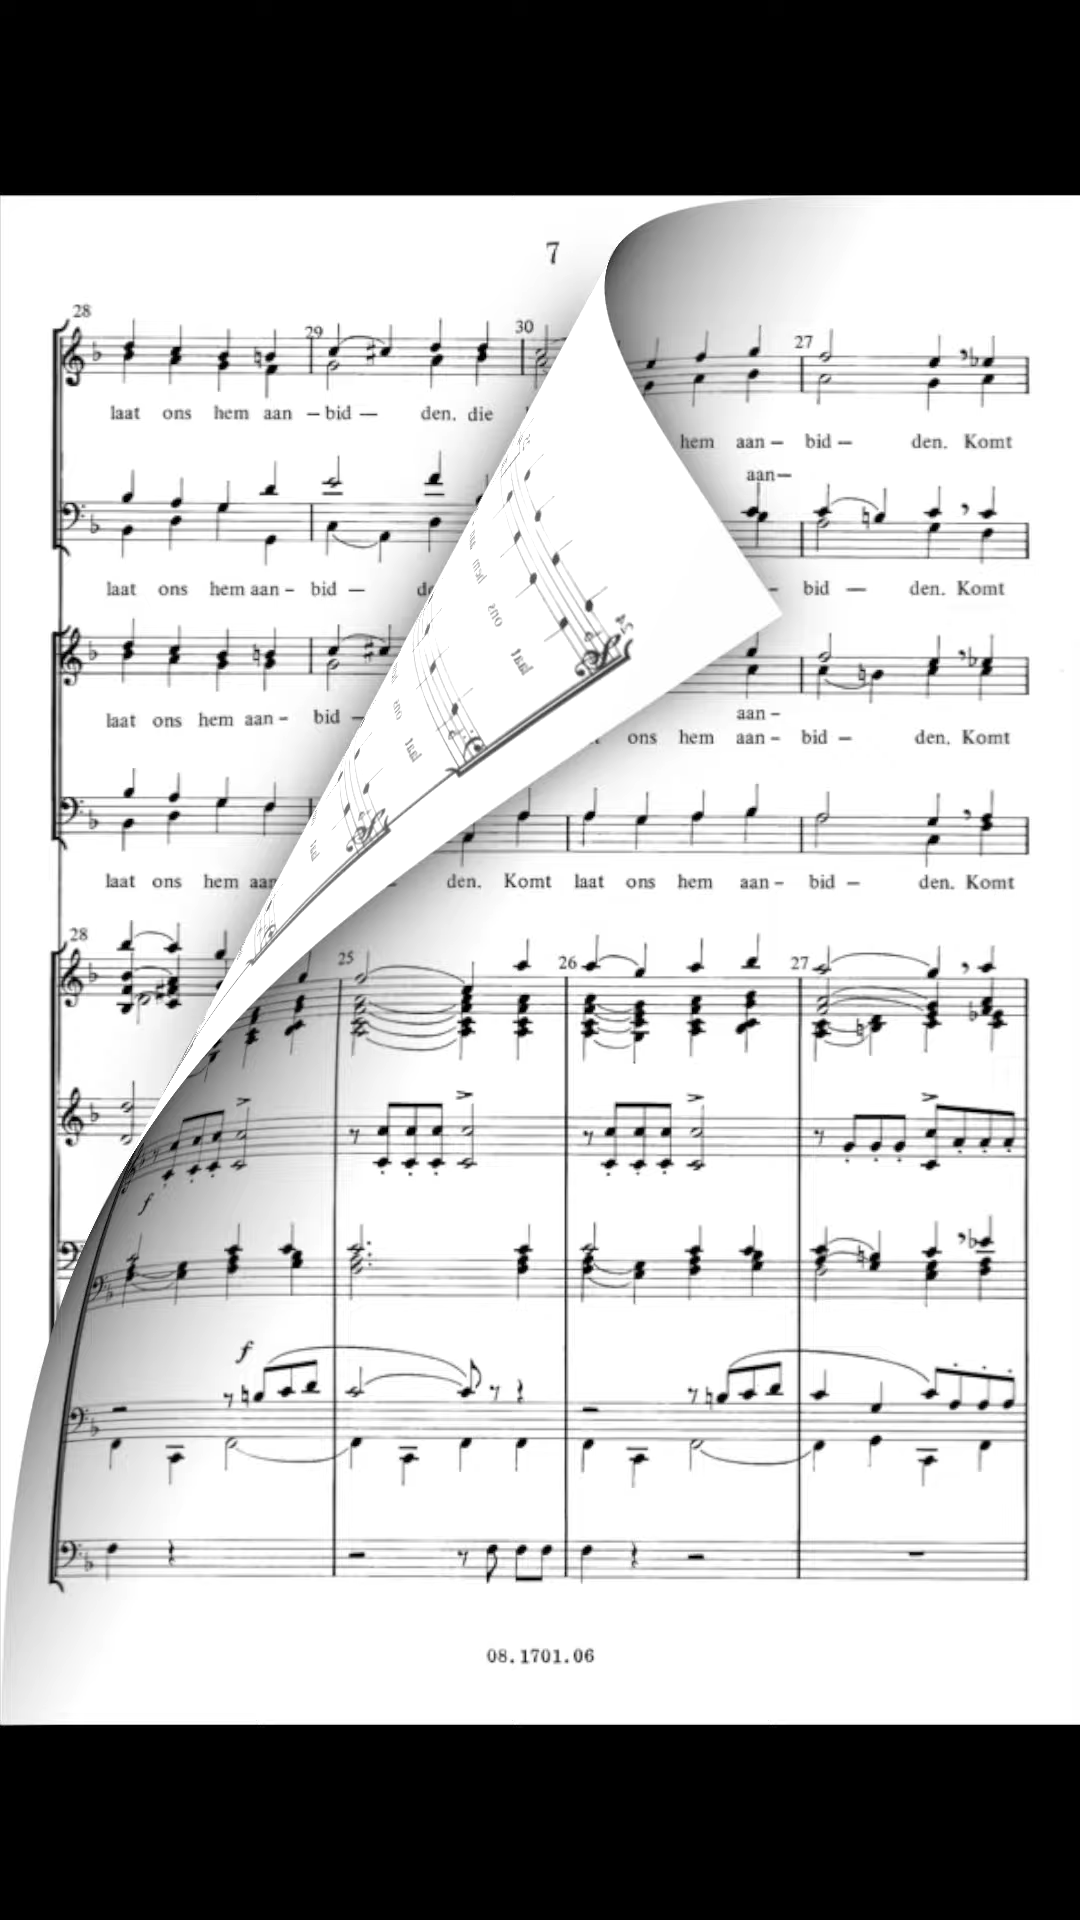 7
28 29 30 27
laat ons hem aan – bid — den. die
hem aan – bid — den. Komt
aan—
laat ons hem aan – bid — – bid — den. Komt
laat ons hem aan – bid –
aan –
ons hem aan – bid — den. Komt
laat ons hem den. Komt laat ons hem aan – bid — den. Komt
28 25 26 27
f
f
08.1701.06